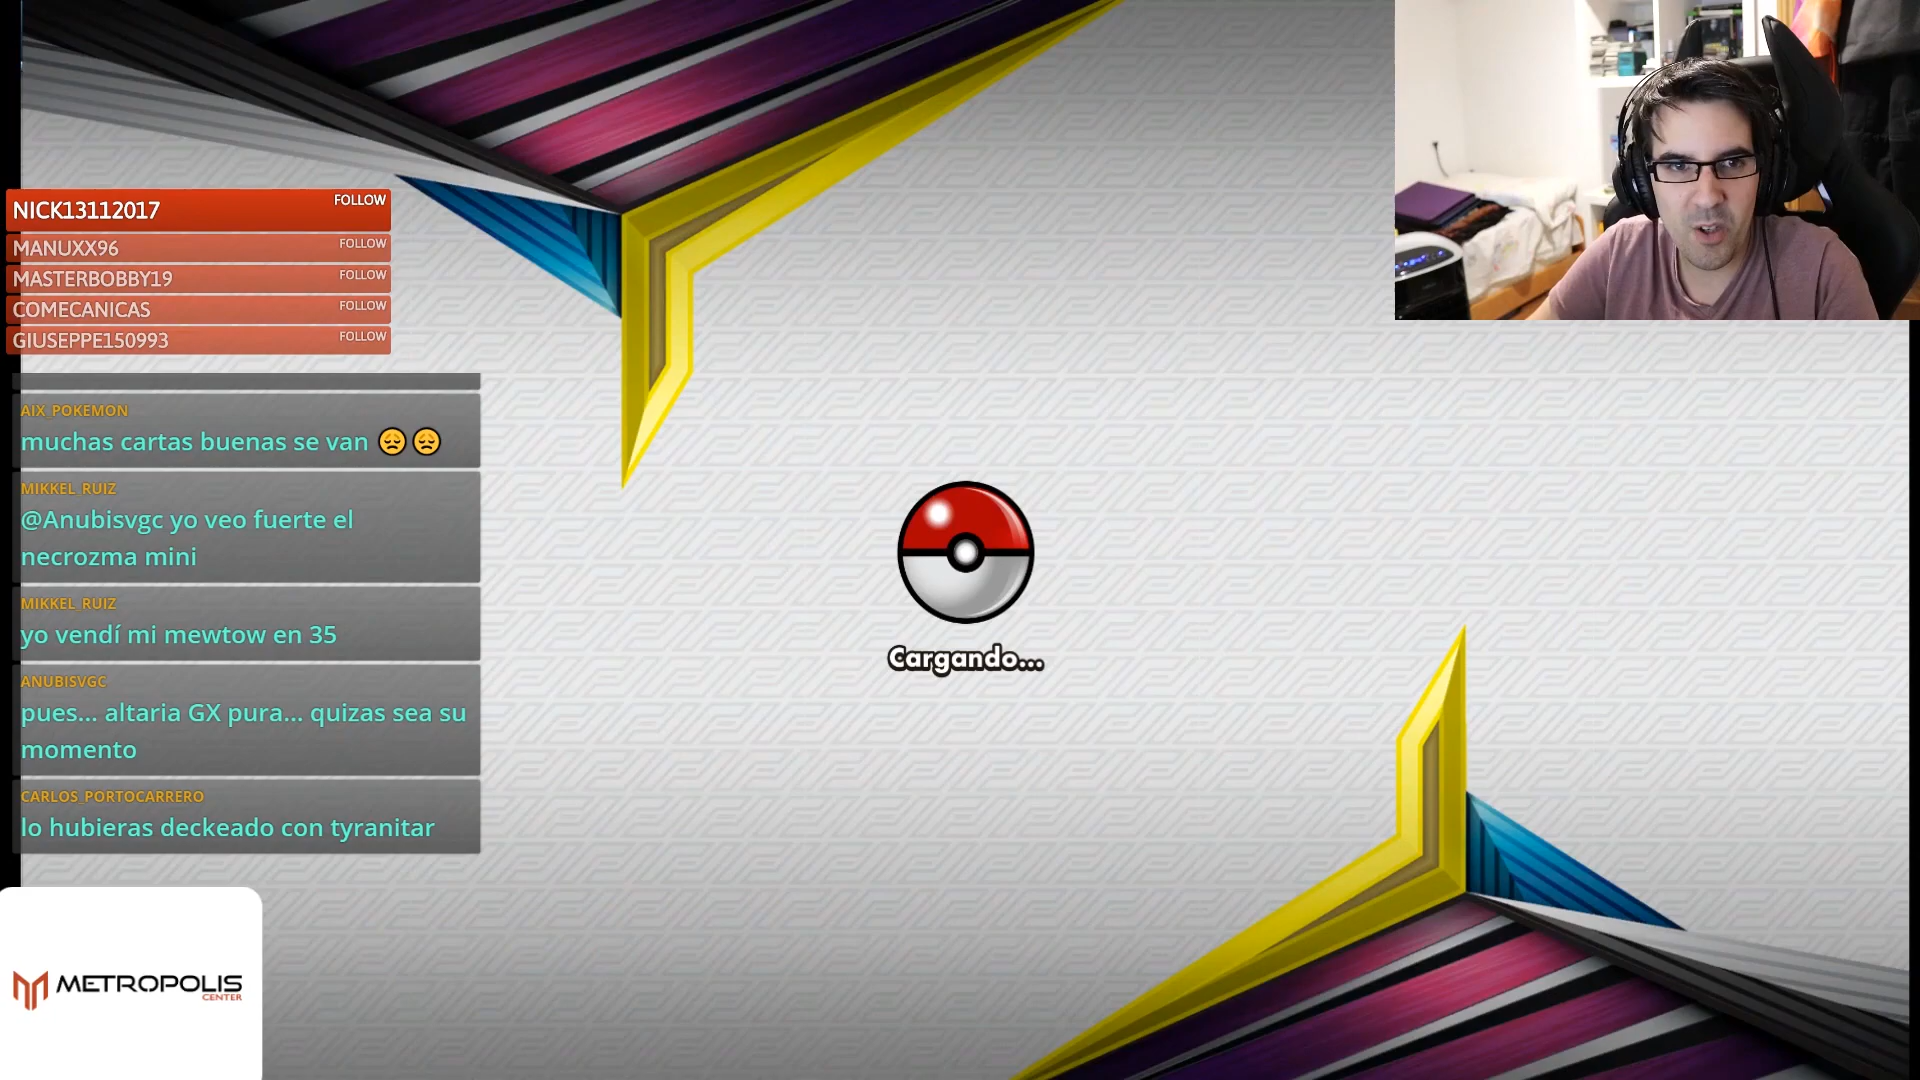 NICK13112017 FOLLOW
MANUXX96 FOLLOW
MASTERBOBBY19 FOLLOW
COMECANICAS FOLLOW
GIUSEPPE150993 FOLLOW
AIX_POKEMON
muchas cartas buenas se van 😞😞
MIKKEL_RUIZ
@Anubisvgc yo veo fuerte el
necrozma mini
MIKKEL_RUIZ
yo vendí mi mewtow en 35
ANUBISVGC
pues... altaria GX pura... quizas sea su
momento
CARLOS_PORTOCARRERO
lo hubieras deckeado con tyranitar
Cargando...
METROPOLIS
CENTER